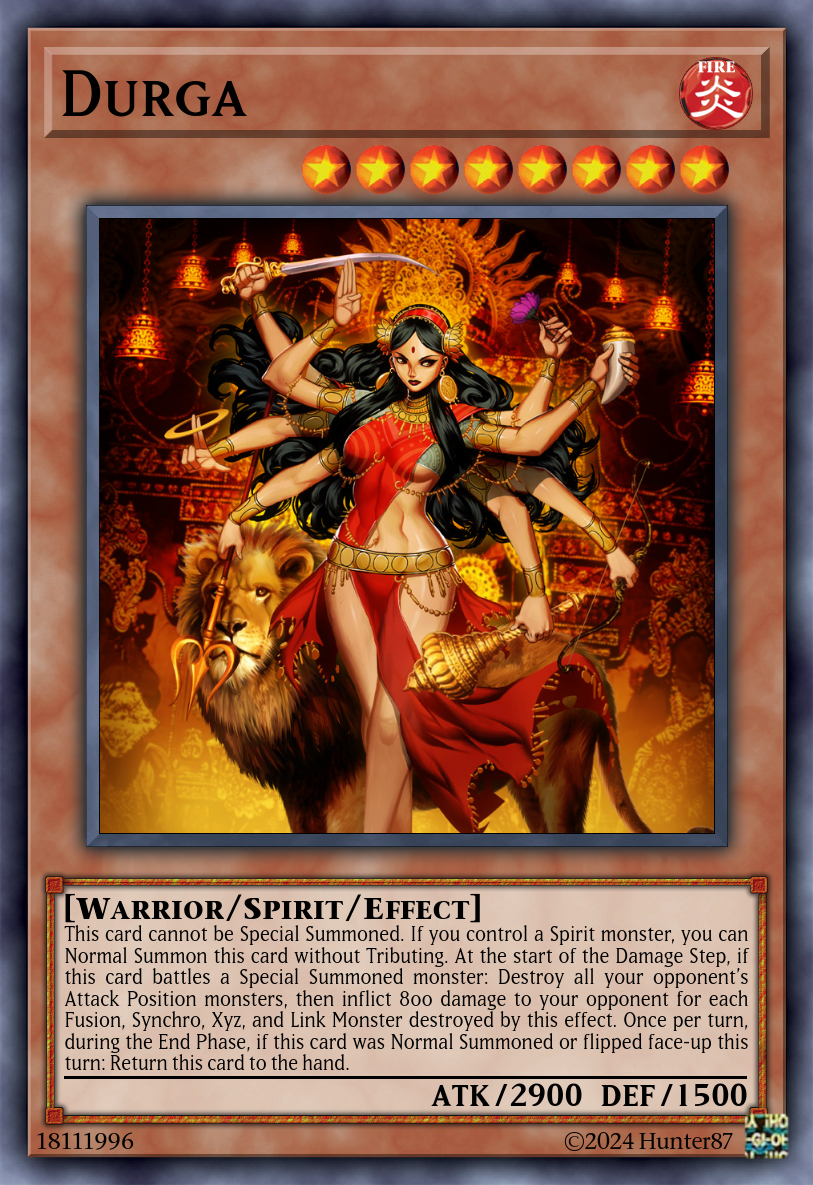 Durga
FIRE
炎
[Warrior/Spirit/Effect]
This card cannot be Special Summoned. If you control a Spirit monster, you can
Normal Summon this card without Tributing. At the start of the Damage Step, if
this card battles a Special Summoned monster: Destroy all your opponent's
Attack Position monsters, then inflict 800 damage to your opponent for each
Fusion, Synchro, Xyz, and Link Monster destroyed by this effect. Once per turn,
during the End Phase, if this card was Normal Summoned or flipped face-up this
turn: Return this card to the hand.
ATK/2900 DEF/1500
18111996
©2024 Hunter87